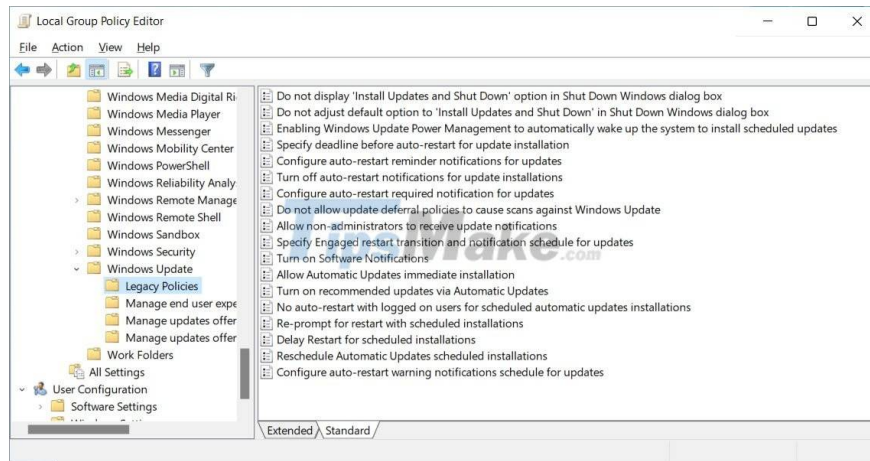 Local Group Policy Editor
File Action View Help
Windows Media Digital Ri
Windows Media Player
Windows Messenger
Windows Mobility Center
Windows PowerShell
Windows Reliability Analy
Windows Remote Manage
Windows Remote Shell
Windows Sandbox
Windows Security
Windows Update
Legacy Policies
Manage end user expe
Manage updates offer
Manage updates offer
Work Folders
All Settings
User Configuration
Software Settings
Do not display 'Install Updates and Shut Down' option in Shut Down Windows dialog box
Do not adjust default option to 'Install Updates and Shut Down' in Shut Down Windows dialog box
Enabling Windows Update Power Management to automatically wake up the system to install scheduled updates
Specify deadline before auto-restart for update installation
Configure auto-restart reminder notifications for updates
Turn off auto-restart notifications for update installations
Configure auto-restart required notification for updates
Do not allow update deferral policies to cause scans against Windows Update
Allow non-administrators to receive update notifications
Specify Engaged restart transition and notification schedule for updates
Turn on Software Notifications
Allow Automatic Updates immediate installation
Turn on recommended updates via Automatic Updates
No auto-restart with logged on users for scheduled automatic updates installations
Re-prompt for restart with scheduled installations
Delay Restart for scheduled installations
Reschedule Automatic Updates scheduled installations
Configure auto-restart warning notifications schedule for updates
TipsMake.com
Extended Standard